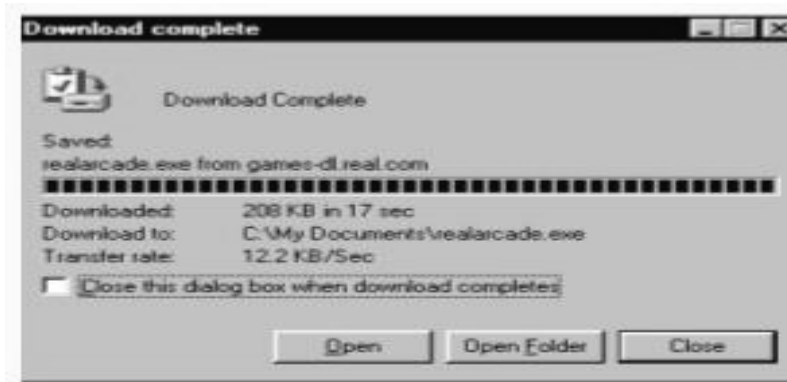 Download complete
Download Complete
Saved:
realarcade.exe from games-dl.real.com
Downloaded: 208 KB in 17 sec
Download to: C:\My Documents\realarcade.exe
Transfer rate: 12.2 KB/Sec
Close this dialog box when download completes
Open Open Folder Close